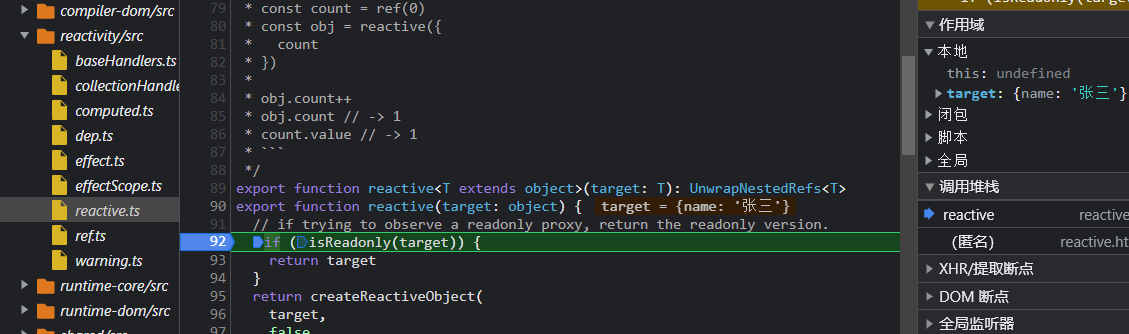 compiler-dom/src
reactivity/src
baseHandlers.ts
collectionHandle
computed.ts
dep.ts
effect.ts
effectScope.ts
reactive.ts
ref.ts
warning.ts
runtime-core/src
runtime-dom/src
79 * const count = ref(0)
80 * const obj = reactive({
81 *   count
82 * })
83 *
84 * obj.count++
85 * obj.count // -> 1
86 * count.value // -> 1
87 * ```
88 */
89 export function reactive<T extends object>(target: T): UnwrapNestedRefs<T>
90 export function reactive(target: object) { target = {name: '张三'}
91 // if trying to observe a readonly proxy, return the readonly version.
92 if (isReadonly(target)) {
93 return target
94 }
95 return createReactiveObject(
96 target,
97 false
if (isReadonly(targe
作用域
本地
this: undefined
target: {name: '张三'}
闭包
脚本
全局
调用堆栈
reactive reactive
(匿名) reactive.ht
XHR/提取断点
DOM 断点
全局监听器